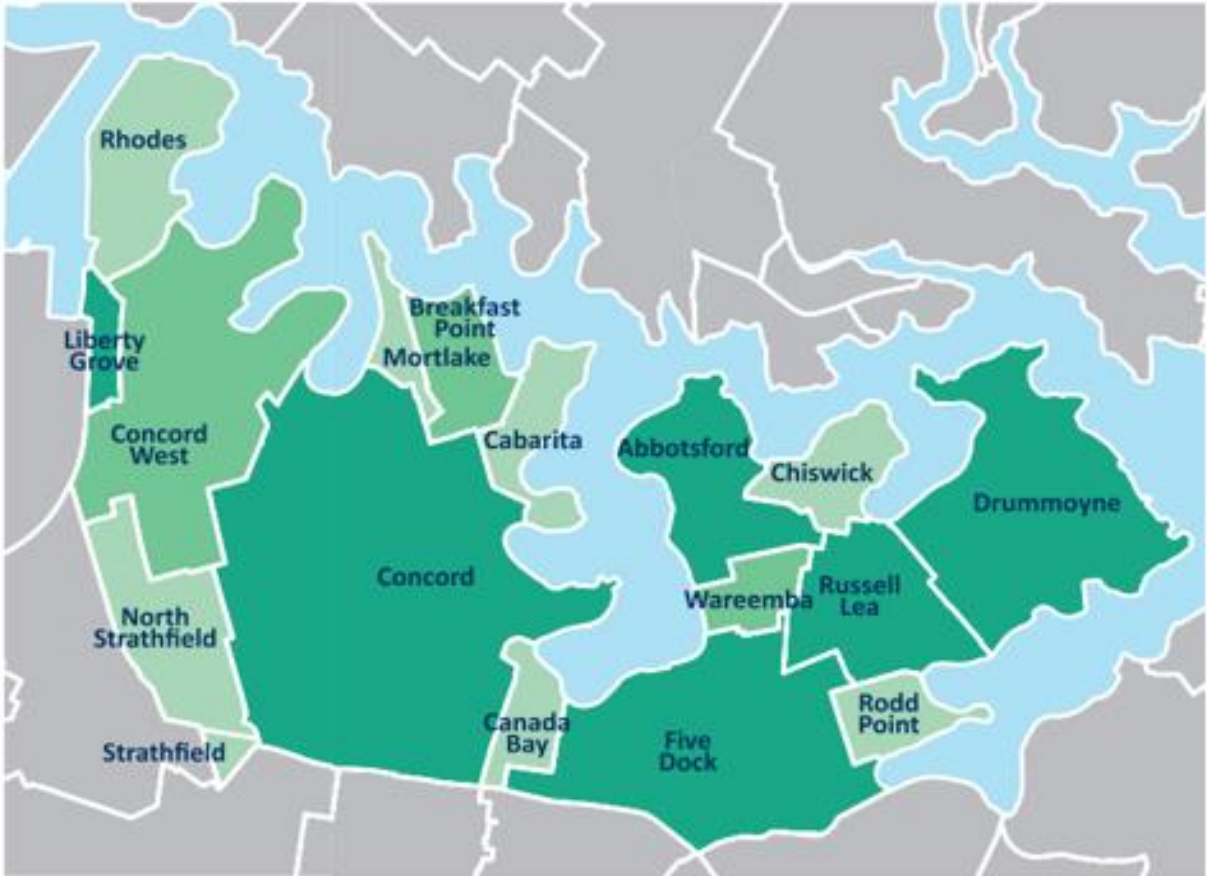 Rhodes
Breakfast
Point
Liberty
Grove
Mortlake
Concord
West
Cabarita
Abbotsford
Chiswick
Drummoyne
Concord
Wareemba
Russell
Lea
North
Strathfield
Rodd
Point
Canada
Bay
Five
Dock
Strathfield